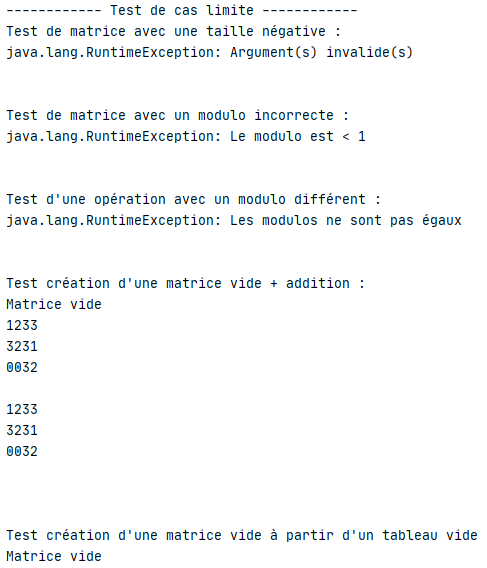 ------------ Test de cas limite ------------
Test de matrice avec une taille négative :
java.lang.RuntimeException: Argument(s) invalide(s)
Test de matrice avec un modulo incorrecte :
java.lang.RuntimeException: Le modulo est < 1
Test d'une opération avec un modulo différent :
java.lang.RuntimeException: Les modulos ne sont pas égaux
Test création d'une matrice vide + addition :
Matrice vide
1233
3231
0032
1233
3231
0032
Test création d'une matrice vide à partir d'un tableau vide
Matrice vide